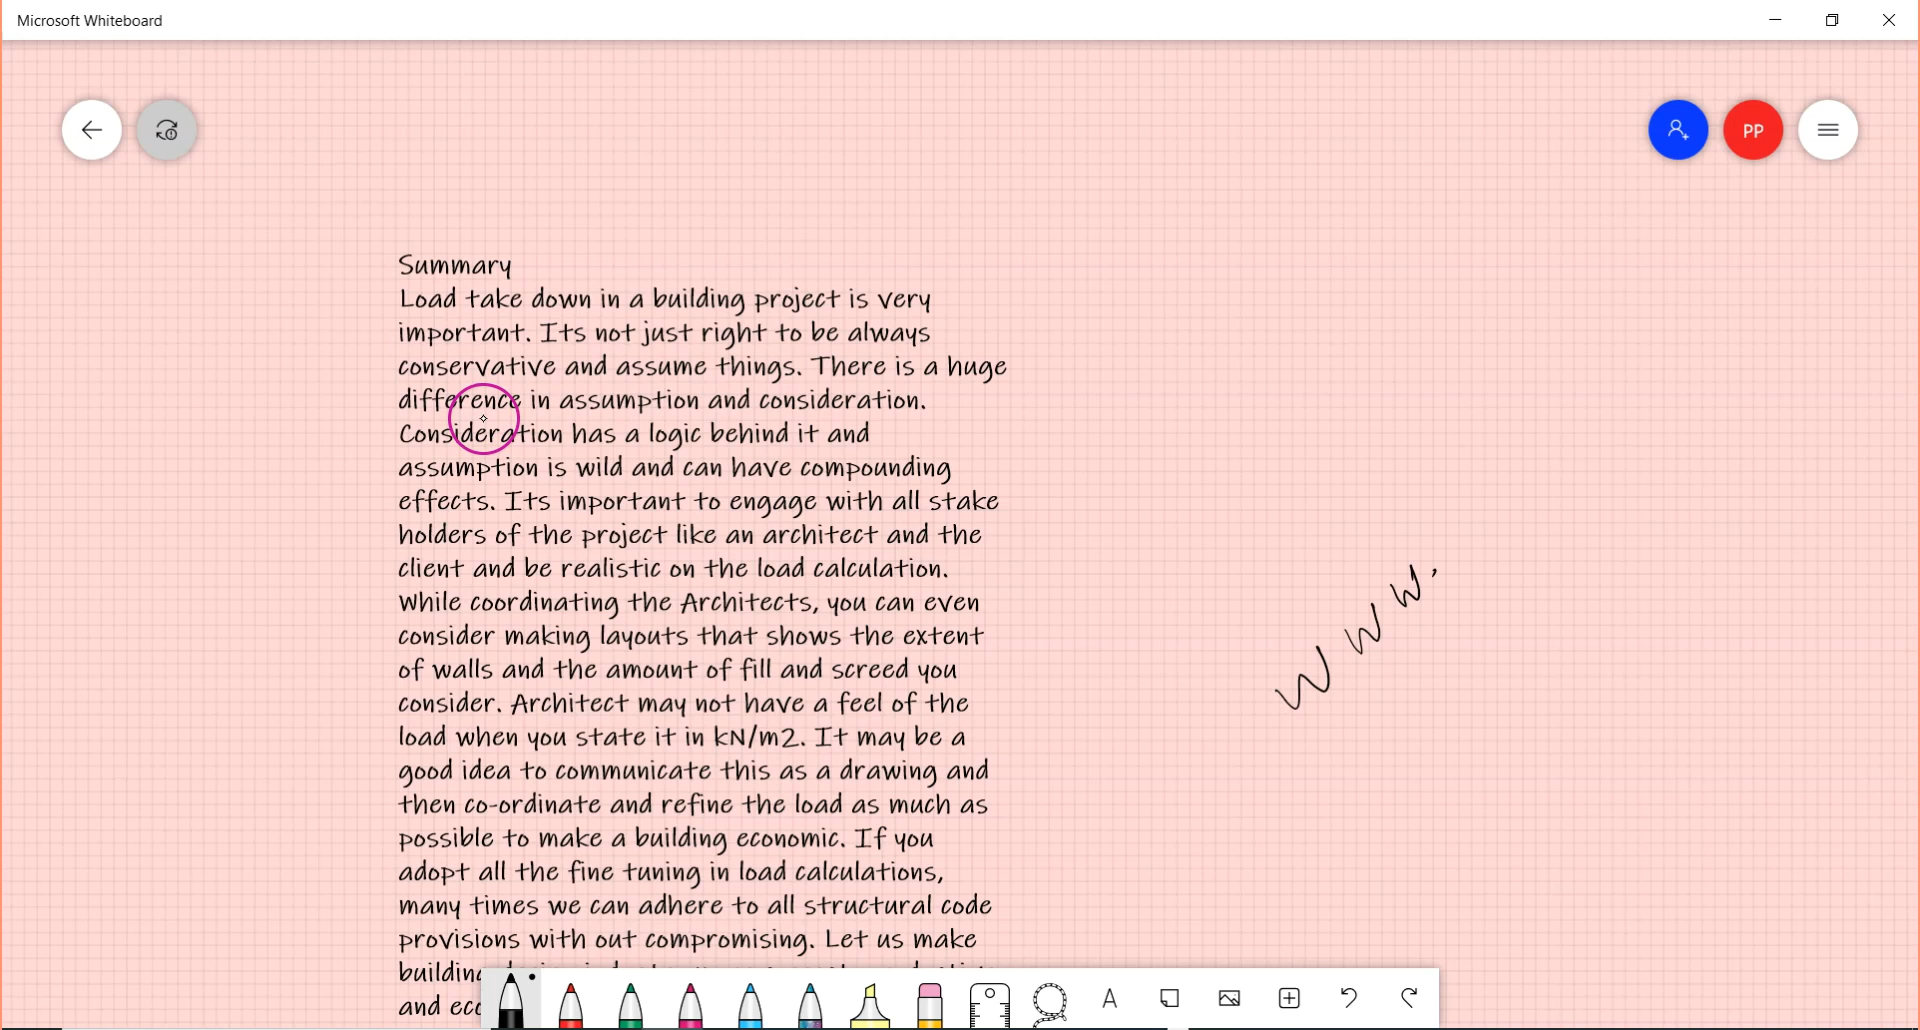 Microsoft Whiteboard
PP
Summary
Load take down in a building project is very
important. Its not just right to be always
conservative and assume things. There is a huge
difference in assumption and consideration.
Consideration has a logic behind it and
assumption is wild and can have compounding
effects. Its important to engage with all stake
holders of the project like an architect and the
client and be realistic on the load calculation.
While coordinating the Architects, you can even
consider making layouts that shows the extent
of walls and the amount of fill and screed you
consider. Architect may not have a feel of the
load when you state it in kN/m2. It may be a
good idea to communicate this as a drawing and
then co-ordinate and refine the load as much as
possible to make a building economic. If you
adopt all the fine tuning in load calculations,
many times we can adhere to all structural code
provisions with out compromising. Let us make
and
www.
A